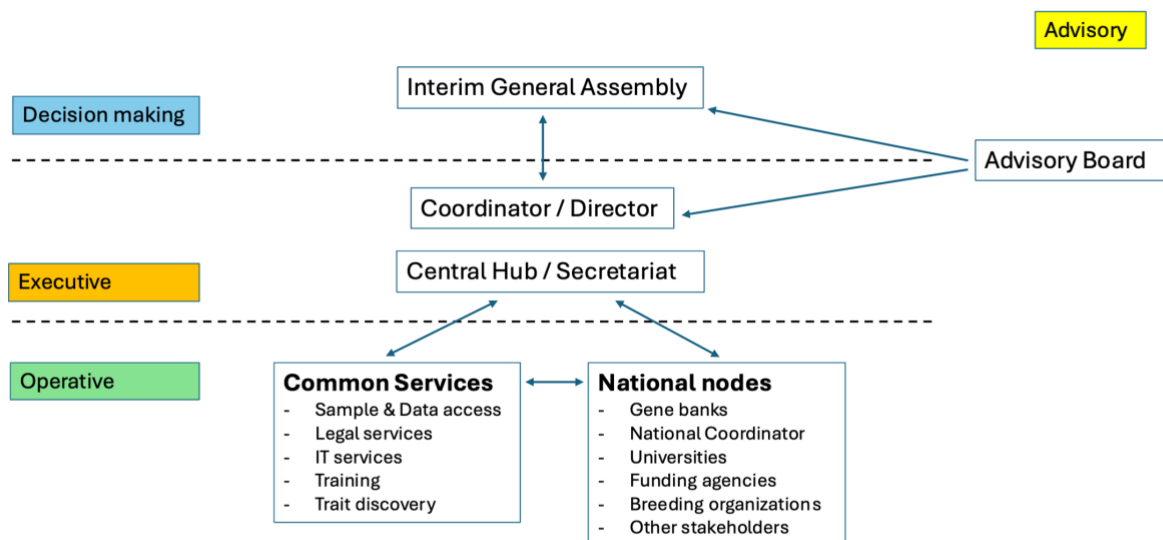 Advisory
Interim General Assembly
Decision making
Advisory Board
Coordinator / Director
Central Hub / Secretariat
Executive
Operative
Common Services
- Sample & Data access
- Legal services
- IT services
- Training
- Trait discovery
National nodes
- Gene banks
- National Coordinator
- Universities
- Funding agencies
- Breeding organizations
- Other stakeholders